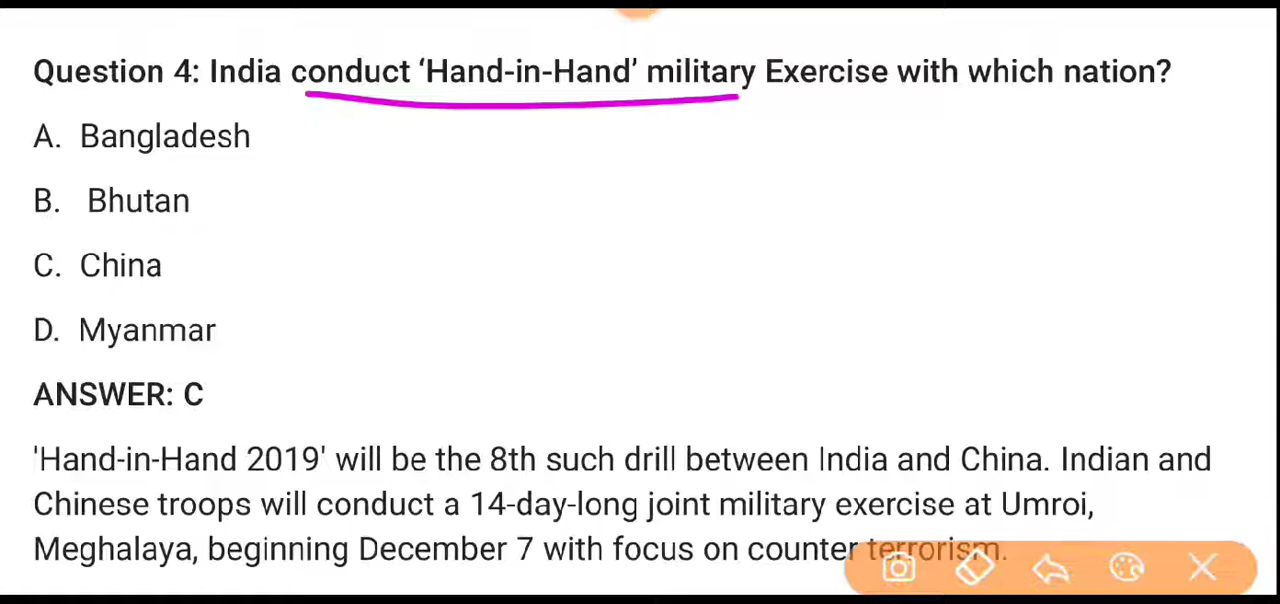 Question 4: India conduct ‘Hand-in-Hand’ military Exercise with which nation?
A. Bangladesh
B. Bhutan
C. China
D. Myanmar
ANSWER: C
'Hand-in-Hand 2019' will be the 8th such drill between India and China. Indian and
Chinese troops will conduct a 14-day-long joint military exercise at Umroi,
Meghalaya, beginning December 7 with focus on counter terrorism.